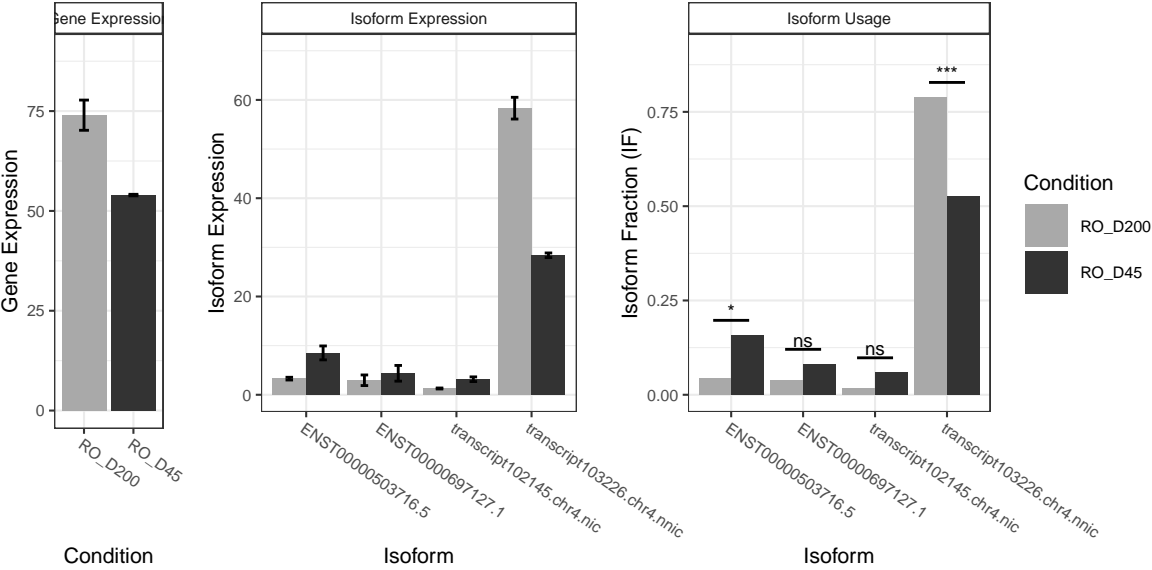 Gene Expression
Gene Expression
75
50
25
0
RO_D200
RO_D45
Condition
Isoform Expression
Isoform Expression
60
40
20
0
ENST00000503716.5
ENST00000697127.1
transcript102145.chr4.nic
transcript103226.chr4.nnic
Isoform
Isoform Usage
Isoform Fraction (IF)
0.75
0.50
0.25
0.00
*
ns
ns
***
ENST00000503716.5
ENST00000697127.1
transcript102145.chr4.nic
transcript103226.chr4.nnic
Isoform
Condition
RO_D200
RO_D45